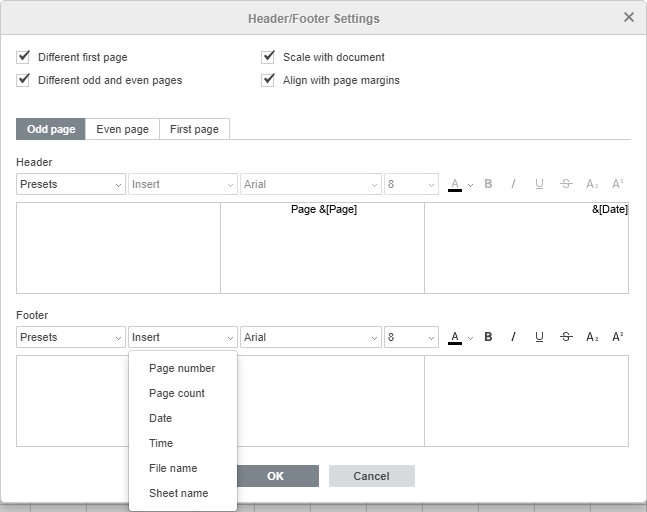 Header/Footer Settings
Different first page Scale with document
Different odd and even pages Align with page margins
Odd page Even page First page
Header
Presets Insert Arial 8 A B I U S A₂ A²
Page &[Page] &[Date]
Footer
Presets Insert Arial 8 A B I U S A₂ A²
Page number
Page count
Date
Time
File name
OK Cancel
Sheet name